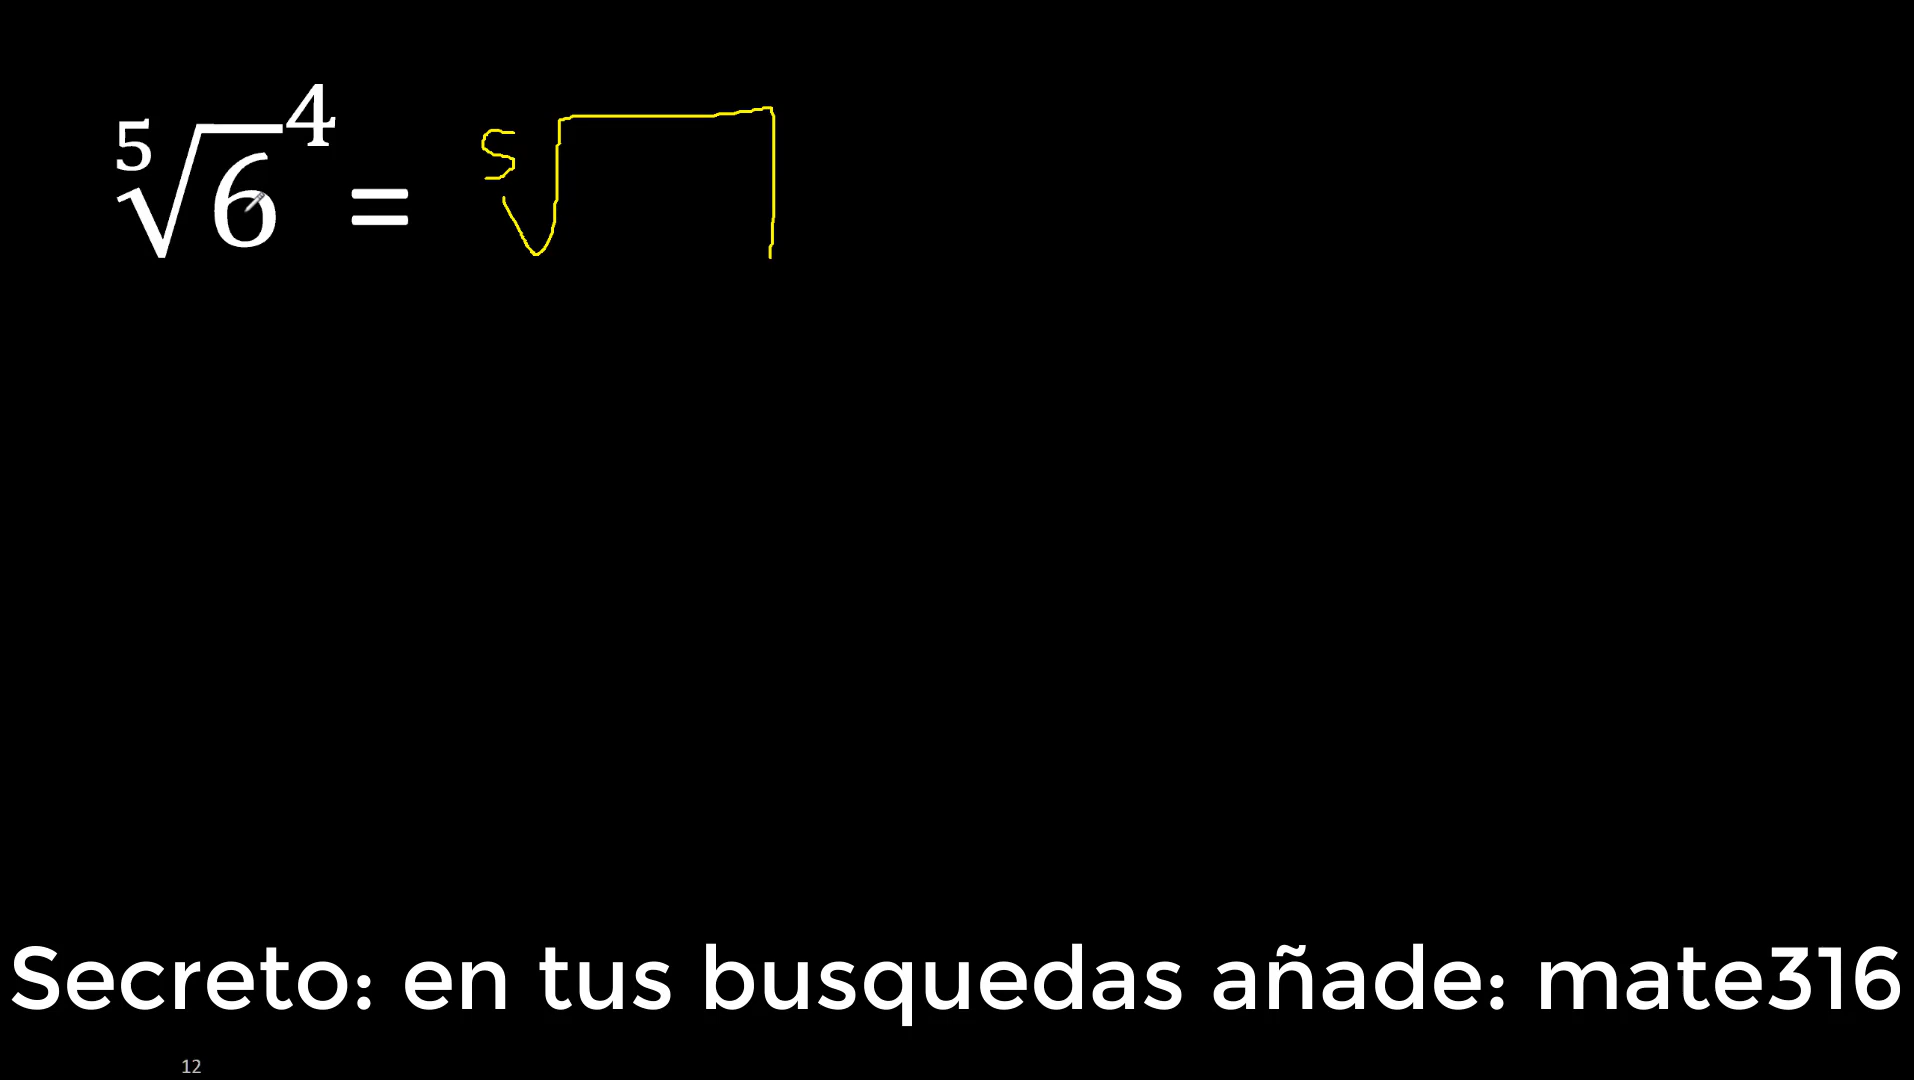 ⁵√6⁴ = ⁵√
Secreto: en tus busquedas añade: mate316
12